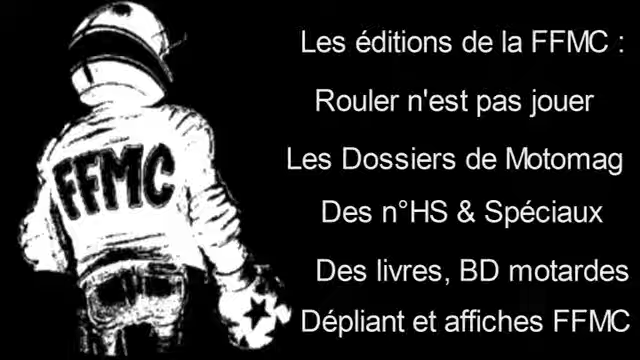 FFMC
Les éditions de la FFMC :
Rouler n'est pas jouer
Les Dossiers de Motomag
Des n°HS & Spéciaux
Des livres, BD motardes
Dépliant et affiches FFMC